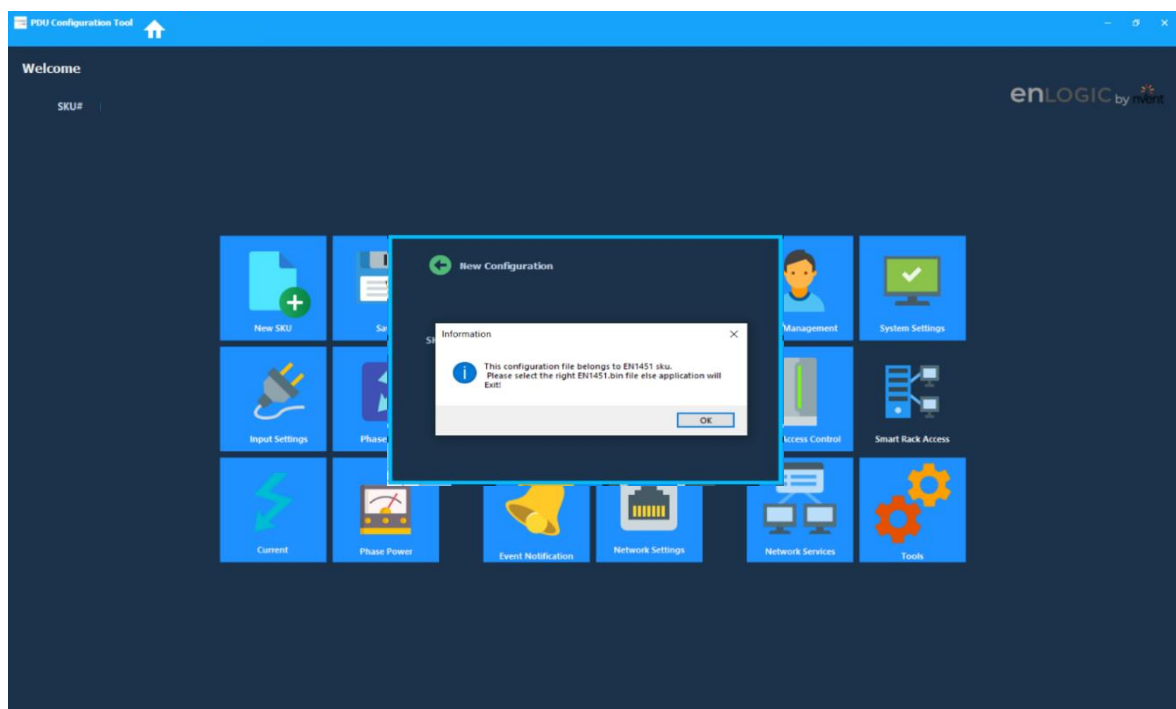 PDU Configuration Tool
Welcome
SKU#
enLOGIC by nvent
New Configuration
Information
This configuration file belongs to EN1451 sku.
Please select the right EN1451.bin file else application will
Exit!
OK
New SKU
Sa
Management
System Settings
Input Settings
Phase
Access Control
Smart Rack Access
Current
Phase Power
Event Notification
Network Settings
Network Services
Tools